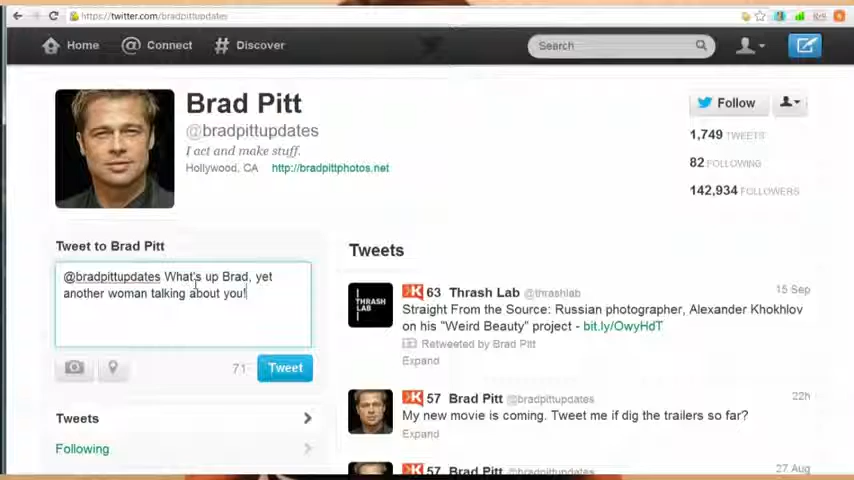 https://twitter.com/bradpittupdates
Home
Connect
Discover
Search
Brad Pitt
@bradpittupdates
I act and make stuff.
Hollywood, CA http://bradpittphotos.net
Follow
1,749 TWEETS
82 FOLLOWING
142,934 FOLLOWERS
Tweet to Brad Pitt
@bradpittupdates What's up Brad, yet
another woman talking about you!
71
Tweet
Tweets
Following
Tweets
THRASH
LAB
63 Thrash Lab @thrashlab 15 Sep
Straight From the Source: Russian photographer, Alexander Khokhlov
on his "Weird Beauty" project - bit.ly/OwyHdT
Retweeted by Brad Pitt
Expand
57 Brad Pitt @bradpittupdates 22h
My new movie is coming. Tweet me if dig the trailers so far?
Expand
57 Brad Pitt @bradpittupdates 27 Aug